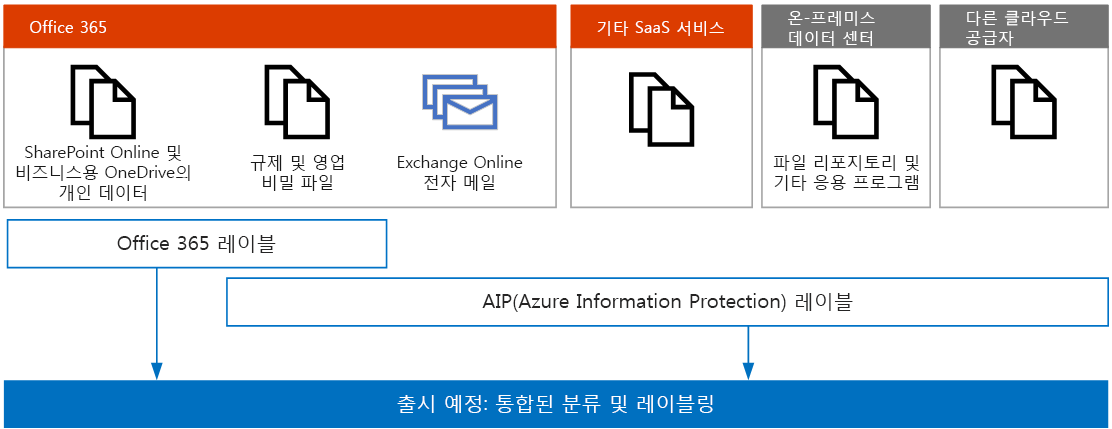 Office 365
기타 SaaS 서비스
온-프레미스
데이터 센터
다른 클라우드
공급자
SharePoint Online 및
비즈니스용 OneDrive의
개인 데이터
규제 및 영업
비밀 파일
Exchange Online
전자 메일
파일 리포지토리 및
기타 응용 프로그램
Office 365 레이블
AIP(Azure Information Protection) 레이블
출시 예정: 통합된 분류 및 레이블링